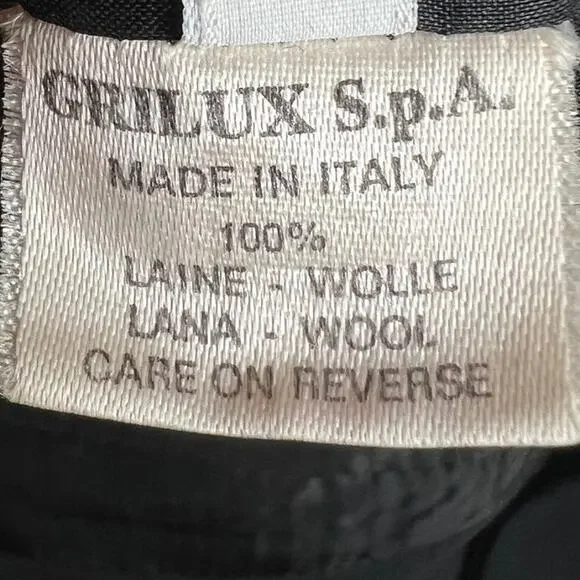 GRILUX S.p.A.
MADE IN ITALY
100%
LAINE - WOLLE
LANA - WOOL
CARE ON REVERSE